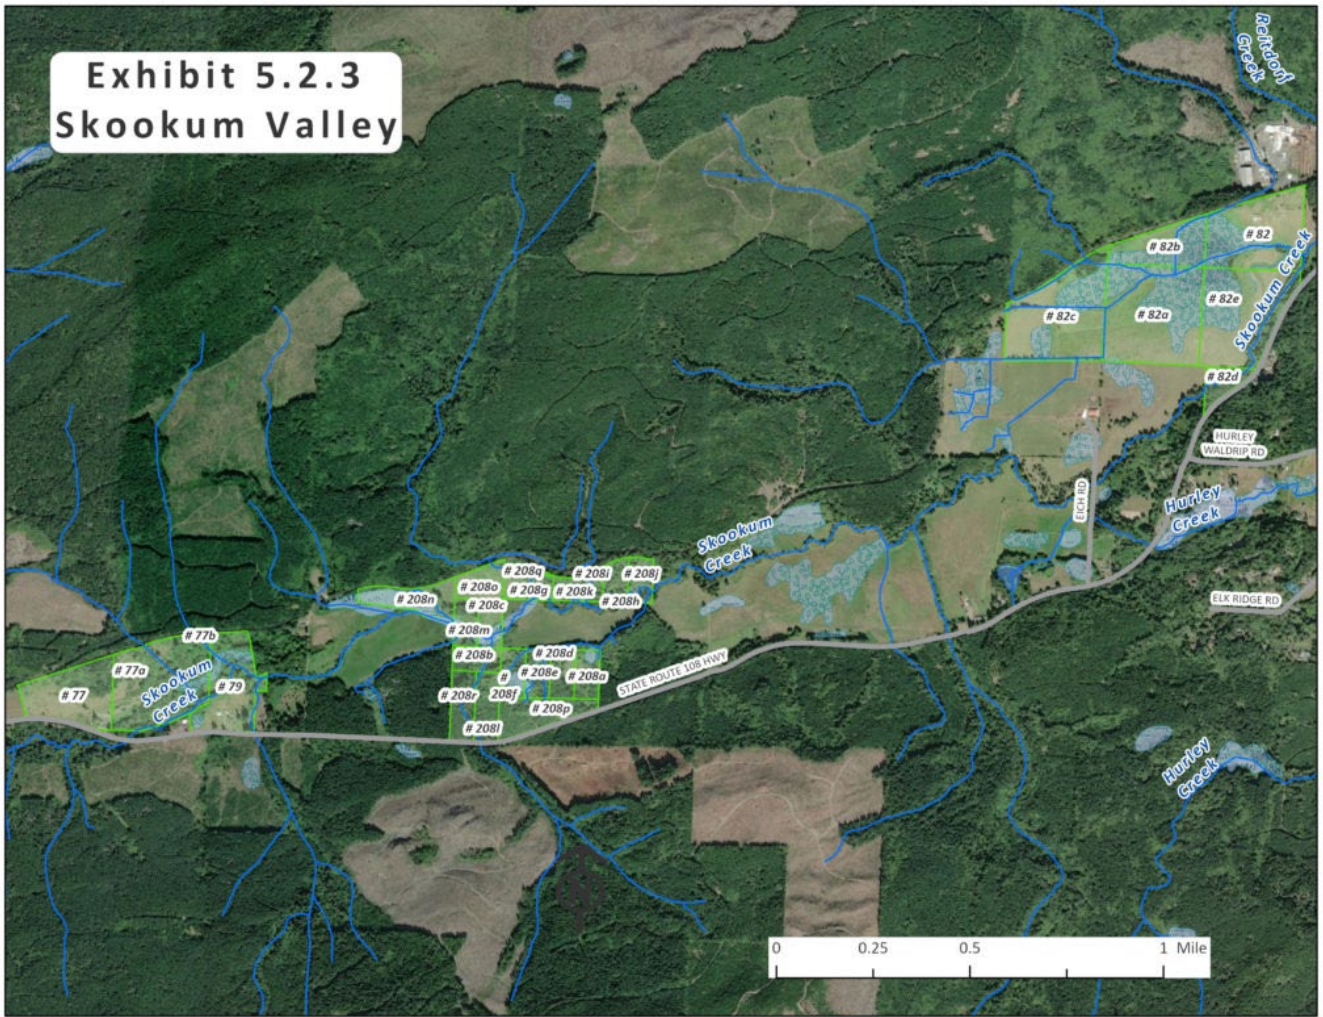 Exhibit 5.2.3
Skookum Valley
Reitdorf
Creek
# 82b
# 82
# 82e
# 82c
# 82a
Skookum Creek
# 82d
HURLEY
WALDRIP RD
EICH RD
Hurley
Creek
Skookum
Creek
ELK RIDGE RD
# 208q
# 208i
# 208j
# 208o
# 208g
# 208k
# 208n
# 208c
# 208h
# 208m
# 77b
# 208b
# 208d
# 77a
# 208e
# 208a
#
208f
# 77
Skookum
Creek
# 79
# 208r
# 208p
# 208l
STATE ROUTE 108 HWY
Hurley
Creek
N
0 0.25 0.5 1 Mile